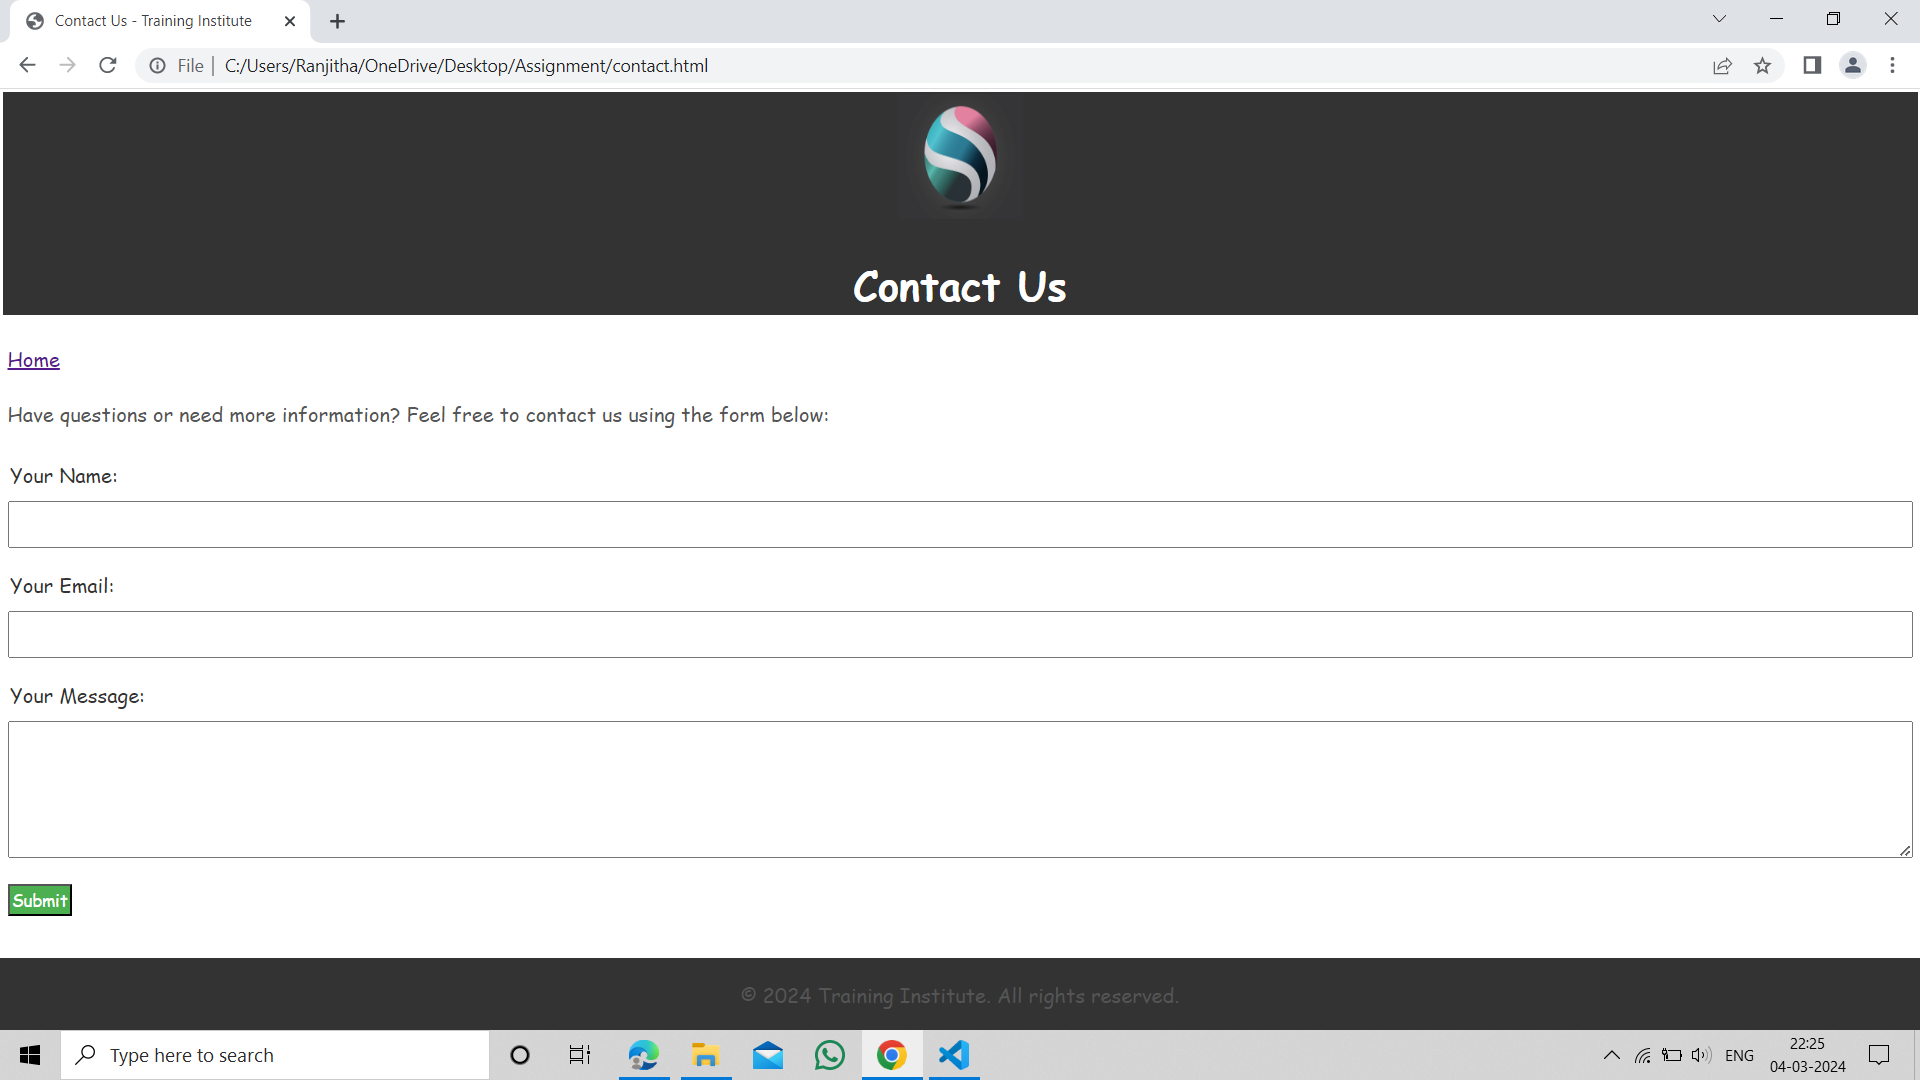 Contact Us - Training Institute
File | C:/Users/Ranjitha/OneDrive/Desktop/Assignment/contact.html
Contact Us
Home
Have questions or need more information? Feel free to contact us using the form below:
Your Name:
Your Email:
Your Message:
Submit
© 2024 Training Institute. All rights reserved.
Type here to search
ENG
22:25
04-03-2024